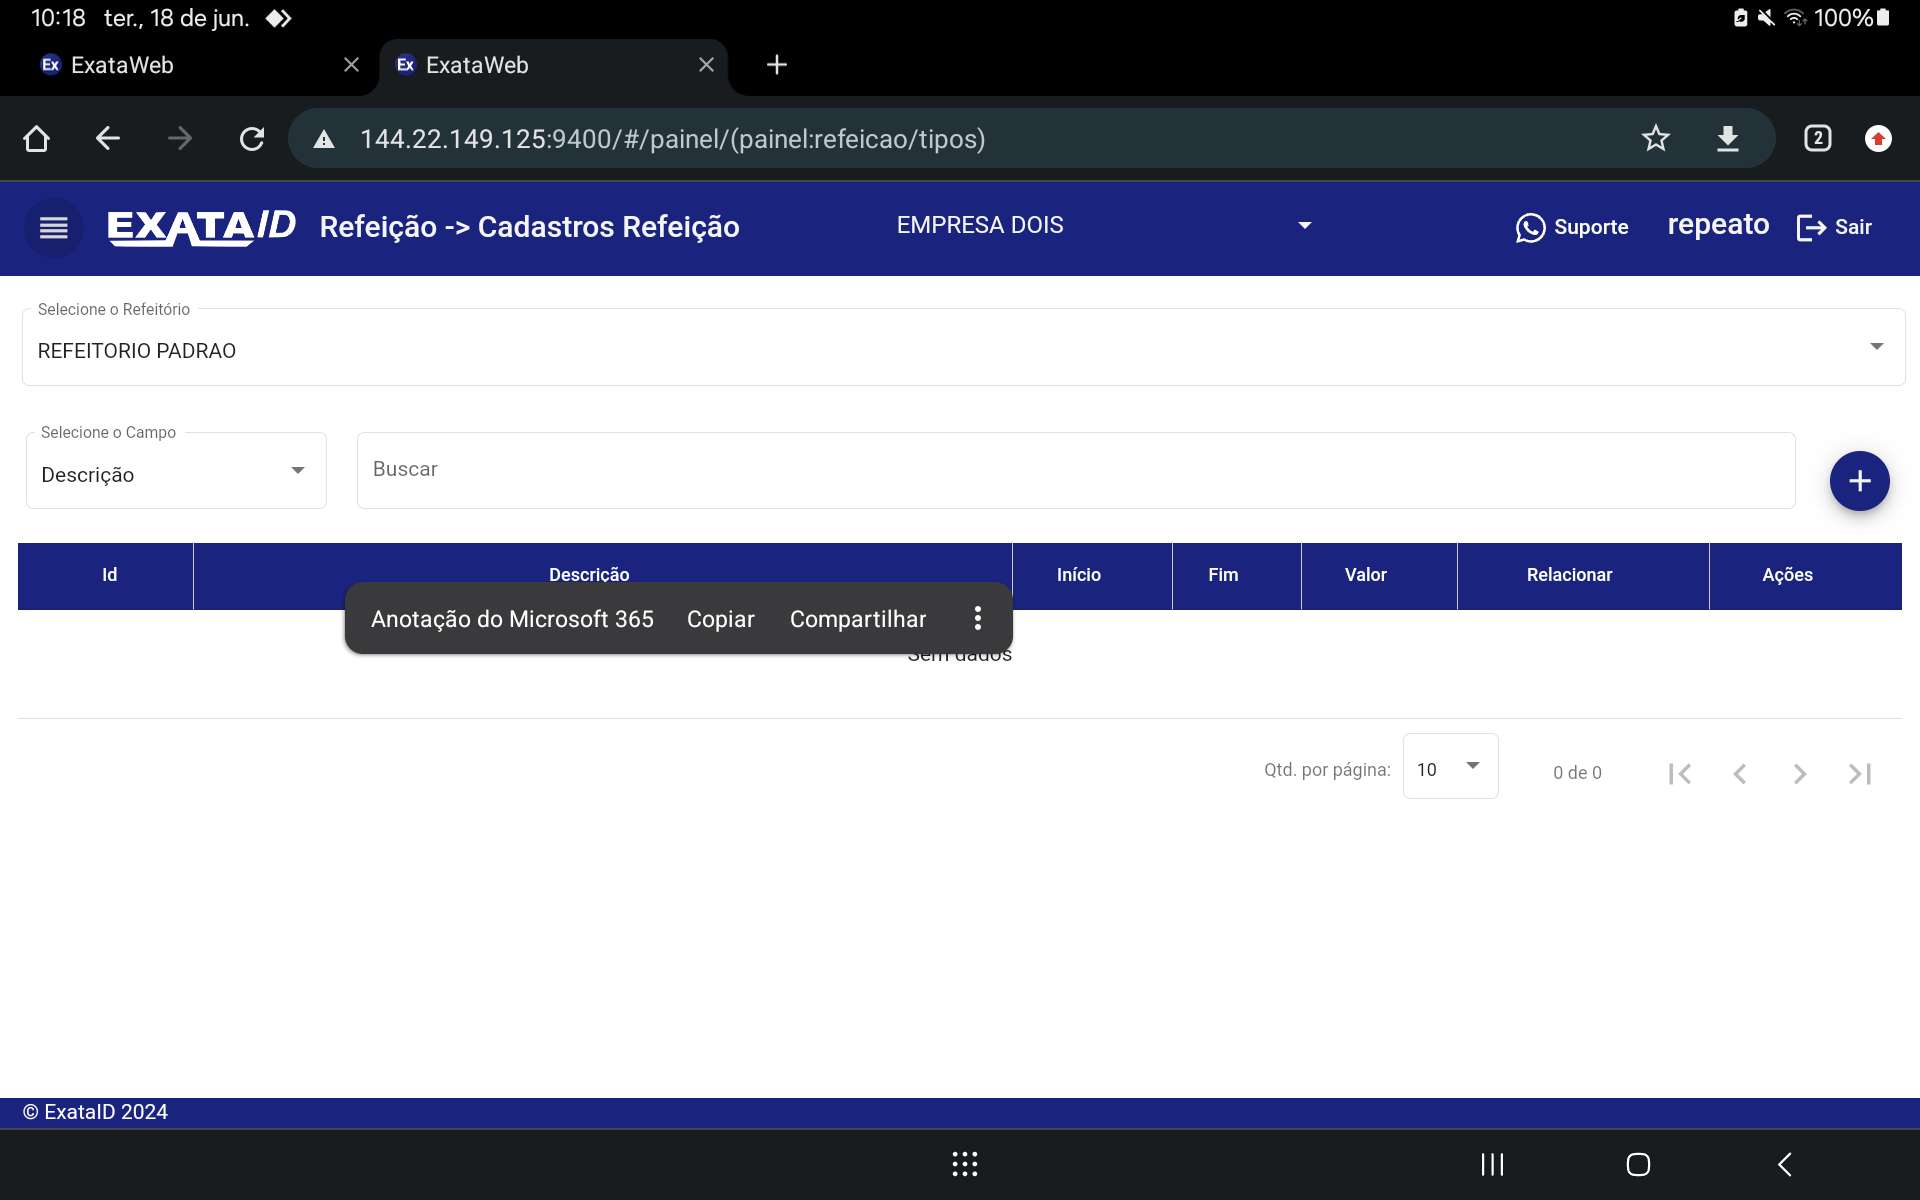 10:18 ter., 18 de jun. 100%
Ex ExataWeb Ex ExataWeb
144.22.149.125:9400/#/painel/(painel:refeicao/tipos) 2
EXATAID Refeição -> Cadastros Refeição EMPRESA DOIS Suporte repeato Sair
Selecione o Refeitório
REFEITORIO PADRAO
Selecione o Campo
Descrição Buscar
Id Descrição Início Fim Valor Relacionar Ações
Anotação do Microsoft 365 Copiar Compartilhar
Sem dados
Qtd. por página: 10 0 de 0
© ExataID 2024